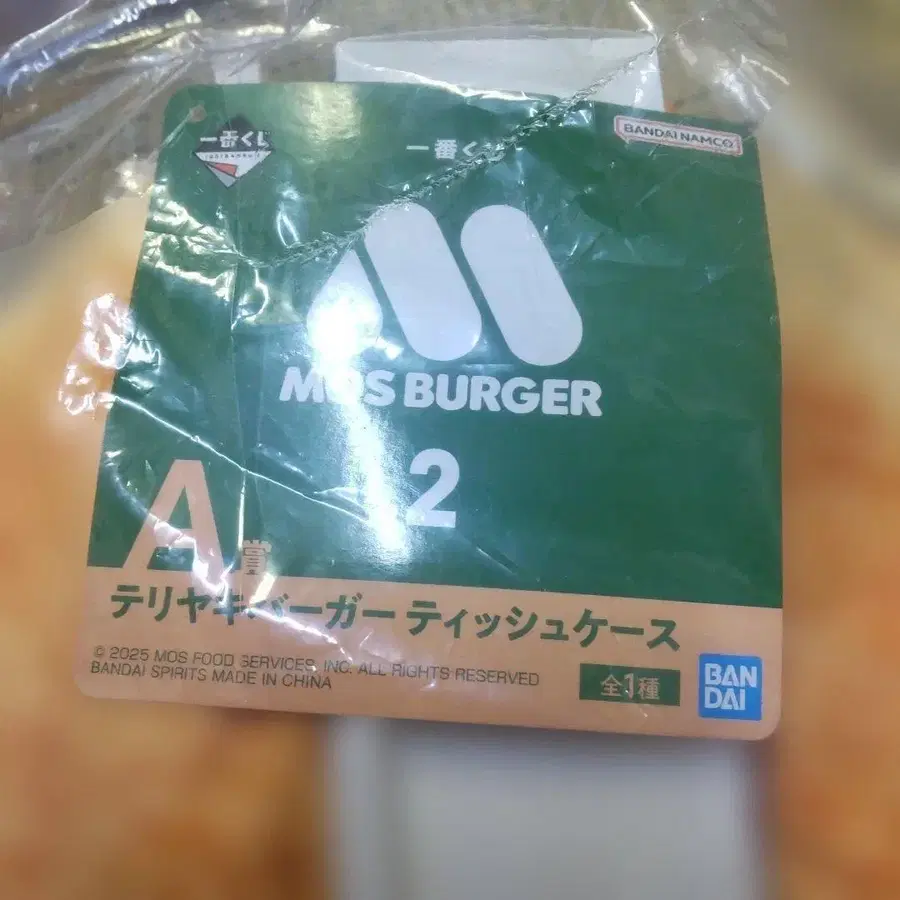 一番くじ
BANDAI NAMCO
一番く
MOS BURGER
2
A賞
テリヤキバーガー ティッシュケース
© 2025 MOS FOOD SERVICES, INC. ALL RIGHTS RESERVED
BANDAI SPIRITS MADE IN CHINA
全1種
BAN
DAI